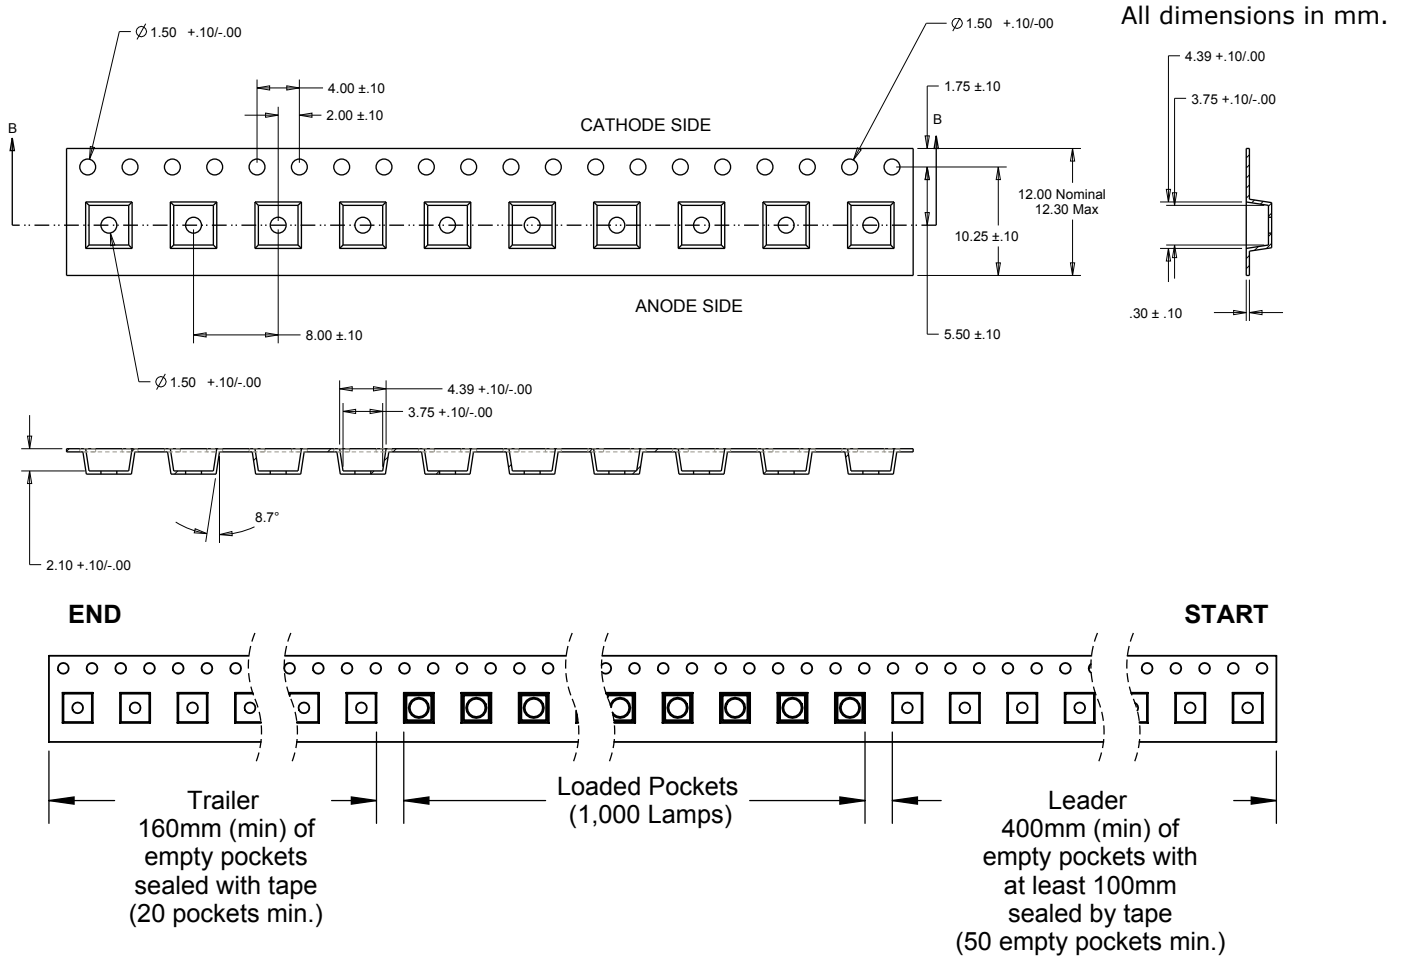 All dimensions in mm.
Ø 1.50 +.10/-.00
Ø 1.50 +.10/-00
4.39 +.10/.00
4.00 ±.10
1.75 ±.10
3.75 +.10/-.00
2.00 ±.10
CATHODE SIDE
B
B
12.00 Nominal
12.30 Max
10.25 ±.10
ANODE SIDE
.30 ± .10
8.00 ±.10
5.50 ±.10
Ø 1.50 +.10/-.00
4.39 +.10/-.00
3.75 +.10/-.00
8.7°
2.10 +.10/-.00
END
START
Trailer
160mm (min) of
empty pockets
sealed with tape
(20 pockets min.)
Loaded Pockets
(1,000 Lamps)
Leader
400mm (min) of
empty pockets with
at least 100mm
sealed by tape
(50 empty pockets min.)